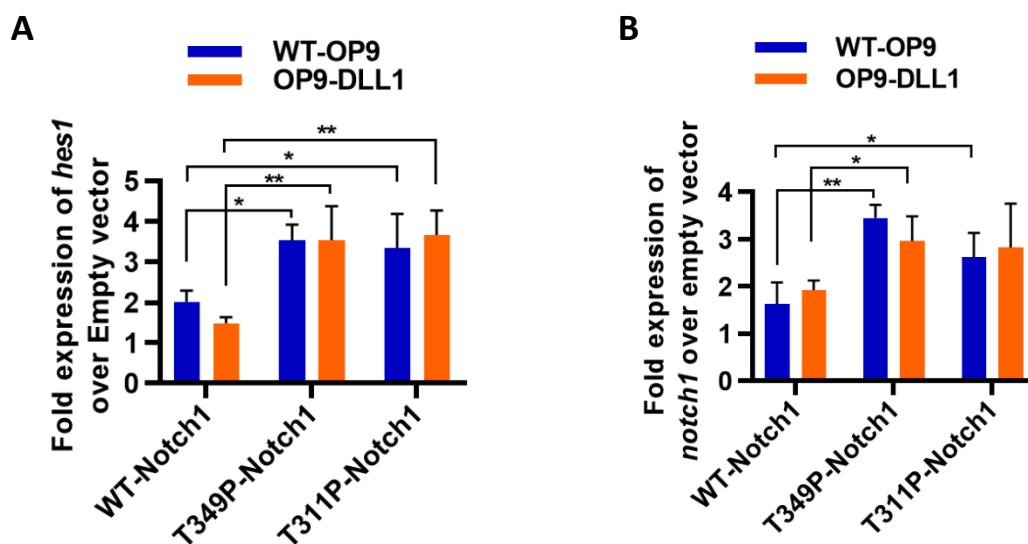 A
WT-OP9
OP9-DLL1
Fold expression of hes1
over Empty vector
**
*
**
*
5
4
3
2
1
0
WT-Notch1
T349P-Notch1
T311P-Notch1
B
WT-OP9
OP9-DLL1
Fold expression of
notch1 over empty vector
*
*
**
4
3
2
1
0
WT-Notch1
T349P-Notch1
T311P-Notch1